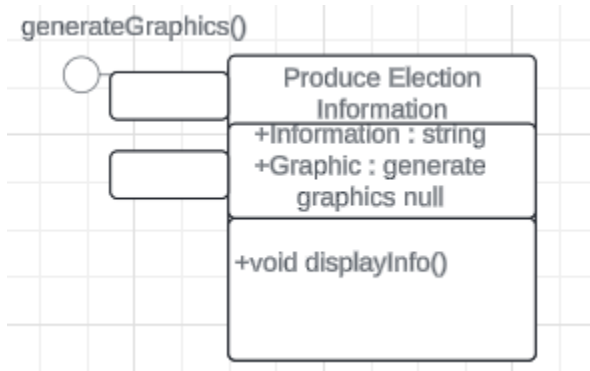 generateGraphics()
Produce Election
Information
+Information : string
+Graphic : generate
graphics null
+void displayInfo()